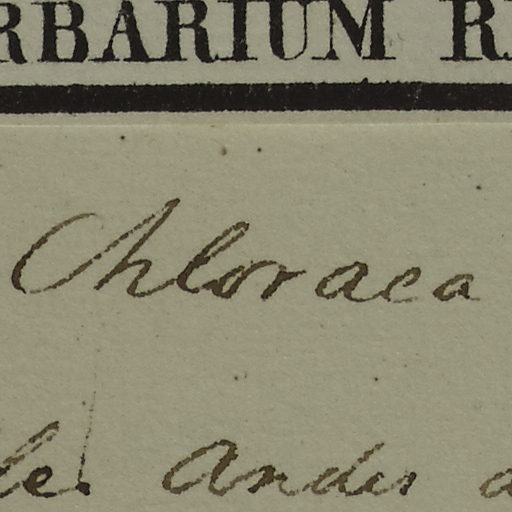 RBARIUM R
Chloraea
le. Andes a